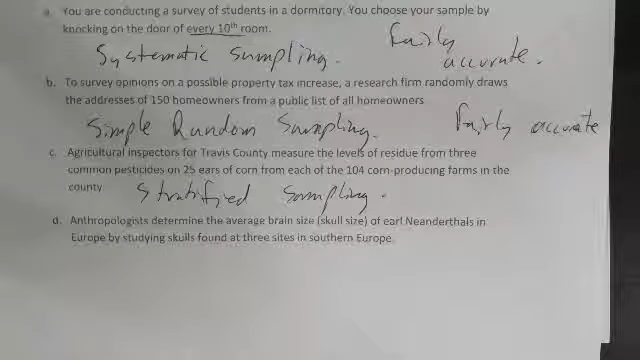 a. You are conducting a survey of students in a dormitory. You choose your sample by
knocking on the door of every 10th room.
Systematic Sampling. Fairly accurate.
b. To survey opinions on a possible property tax increase, a research firm randomly draws
the addresses of 150 homeowners from a public list of all homeowners
Simple Random Sampling. Fairly accurate
c. Agricultural inspectors for Travis County measure the levels of residue from three
common pesticides on 25 ears of corn from each of the 104 corn-producing farms in the
county. Stratified Sampling.
d. Anthropologists determine the average brain size (skull size) of earl Neanderthals in
Europe by studying skulls found at three sites in southern Europe.